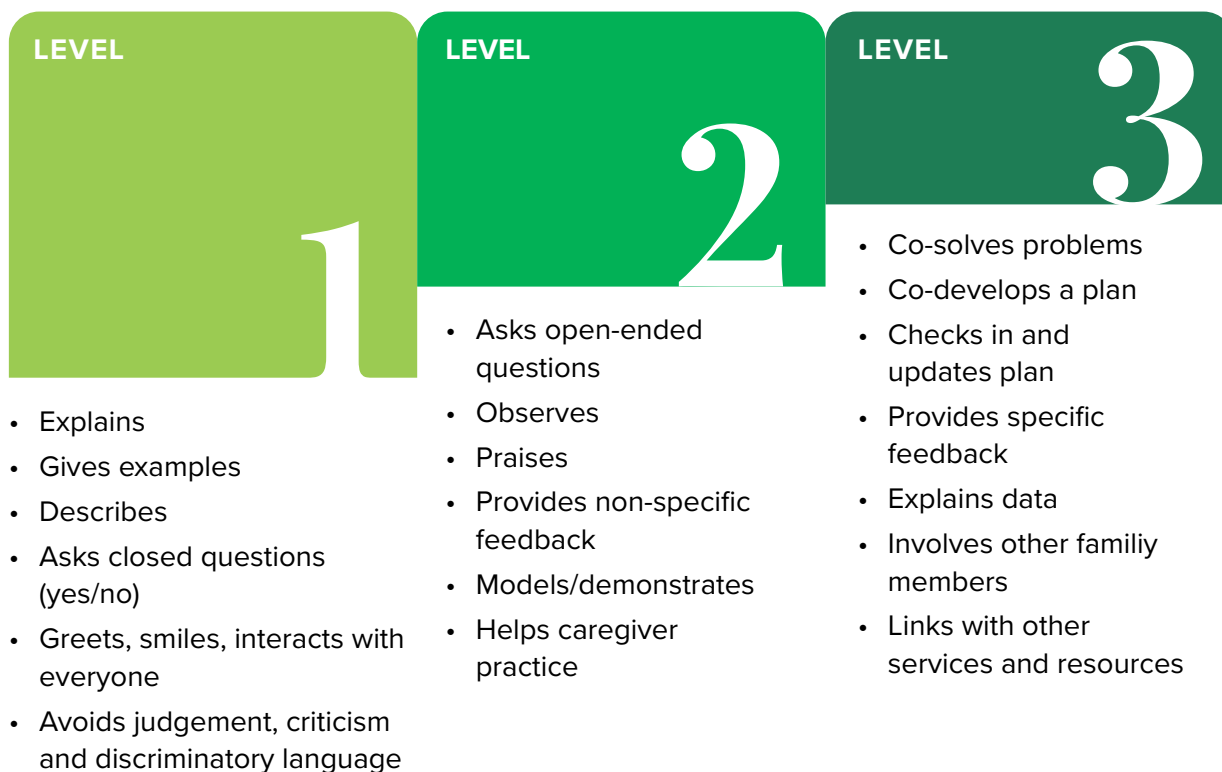 LEVEL
1
• Explains
• Gives examples
• Describes
• Asks closed questions
(yes/no)
• Greets, smiles, interacts with
everyone
• Avoids judgement, criticism
and discriminatory language
LEVEL
2
• Asks open-ended
questions
• Observes
• Praises
• Provides non-specific
feedback
• Models/demonstrates
• Helps caregiver
practice
LEVEL
3
• Co-solves problems
• Co-develops a plan
• Checks in and
updates plan
• Provides specific
feedback
• Explains data
• Involves other familiy
members
• Links with other
services and resources